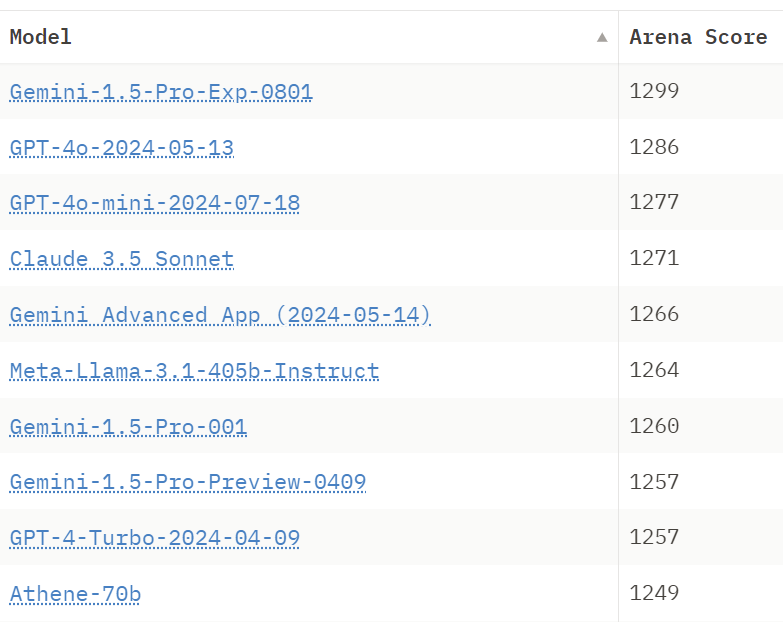 Model ▲ Arena Score
Gemini-1.5-Pro-Exp-0801 1299
GPT-4o-2024-05-13 1286
GPT-4o-mini-2024-07-18 1277
Claude 3.5 Sonnet 1271
Gemini Advanced App (2024-05-14) 1266
Meta-Llama-3.1-405b-Instruct 1264
Gemini-1.5-Pro-001 1260
Gemini-1.5-Pro-Preview-0409 1257
GPT-4-Turbo-2024-04-09 1257
Athene-70b 1249